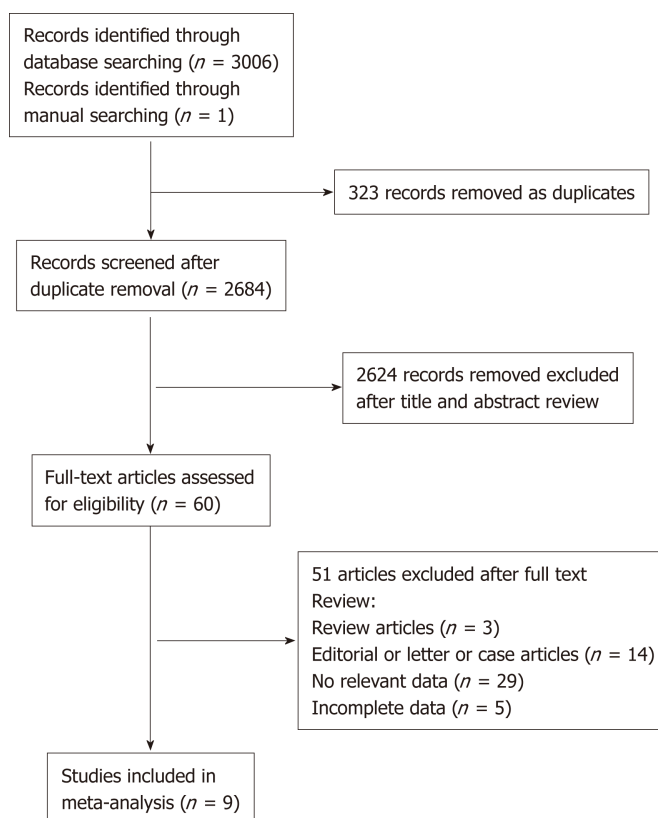 Records identified through
database searching (n = 3006)
Records identified through
manual searching (n = 1)
323 records removed as duplicates
Records screened after
duplicate removal (n = 2684)
2624 records removed excluded
after title and abstract review
Full-text articles assessed
for eligibility (n = 60)
51 articles excluded after full text
Review:
Review articles (n = 3)
Editorial or letter or case articles (n = 14)
No relevant data (n = 29)
Incomplete data (n = 5)
Studies included in
meta-analysis (n = 9)